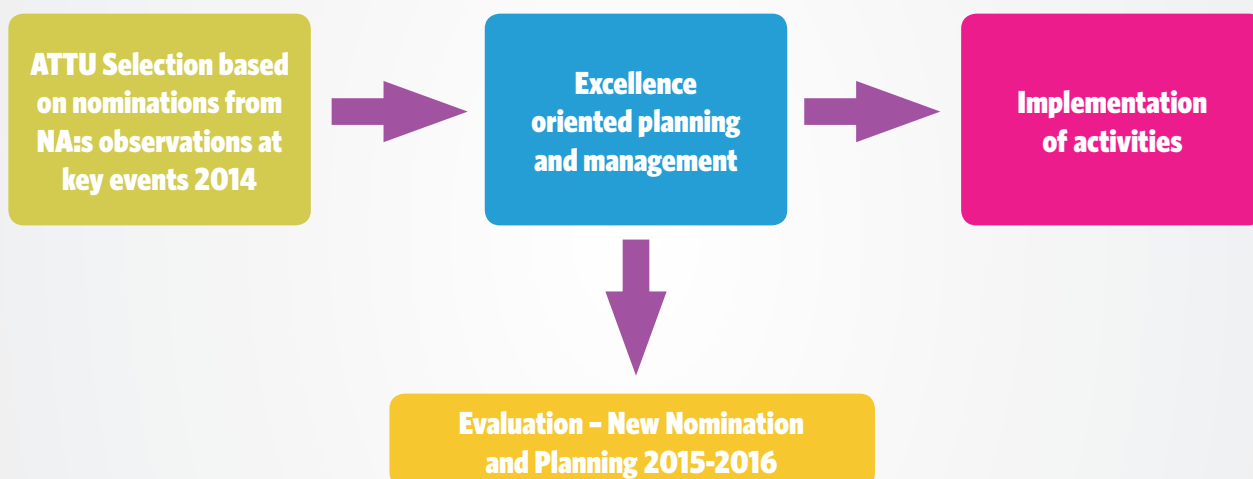 ATTU Selection based
on nominations from
NA:s observations at
key events 2014
Excellence
oriented planning
and management
Implementation
of activities
Evaluation – New Nomination
and Planning 2015-2016